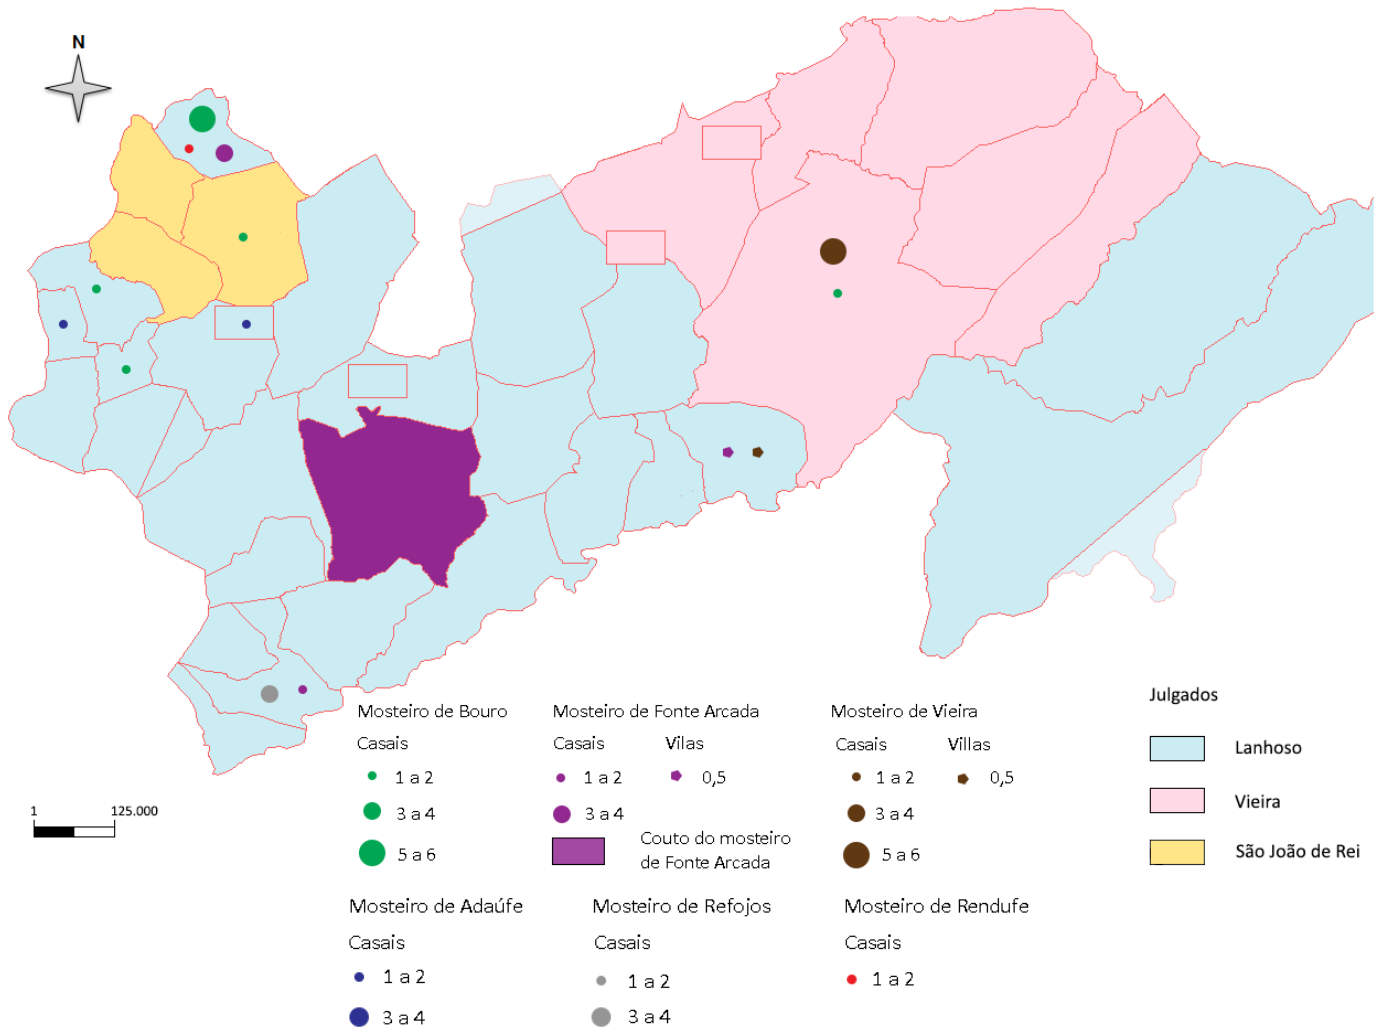 N
Mosteiro de Bouro
Casais
1 a 2
3 a 4
5 a 6
Mosteiro de Fonte Arcada
Casais
Vilas
1 a 2
0,5
3 a 4
Couto do mosteiro
de Fonte Arcada
Mosteiro de Vieira
Casais
Villas
1 a 2
0,5
3 a 4
5 a 6
Julgados
Lanhoso
Vieira
São João de Rei
1 125.000
Mosteiro de Adaúfe
Casais
1 a 2
3 a 4
Mosteiro de Refojos
Casais
1 a 2
3 a 4
Mosteiro de Rendufe
Casais
1 a 2